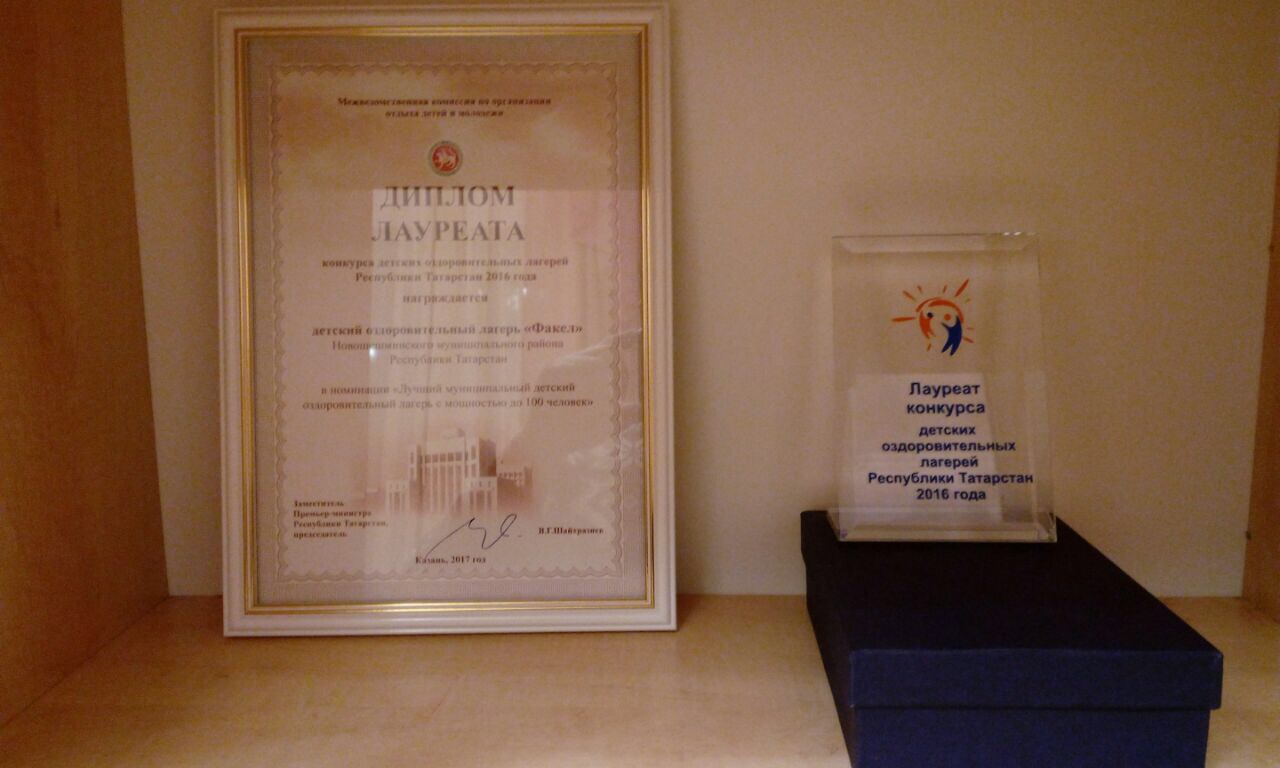 Межведомственная комиссия по организации
отдыха детей и молодежи
ДИПЛОМ
ЛАУРЕАТА
конкурса детских оздоровительных лагерей
Республики Татарстан 2016 года
награждается
детский оздоровительный лагерь «Факел»
Новошешминского муниципального района
Республики Татарстан
в номинации «Лучший муниципальный детский
оздоровительный лагерь с мощностью до 100 человек»
Заместитель
Премьер-министра
Республики Татарстан,
председатель
В.Г.Шайхразиев
Казань, 2017 год
Лауреат
конкурса
детских
оздоровительных
лагерей
Республики Татарстан
2016 года